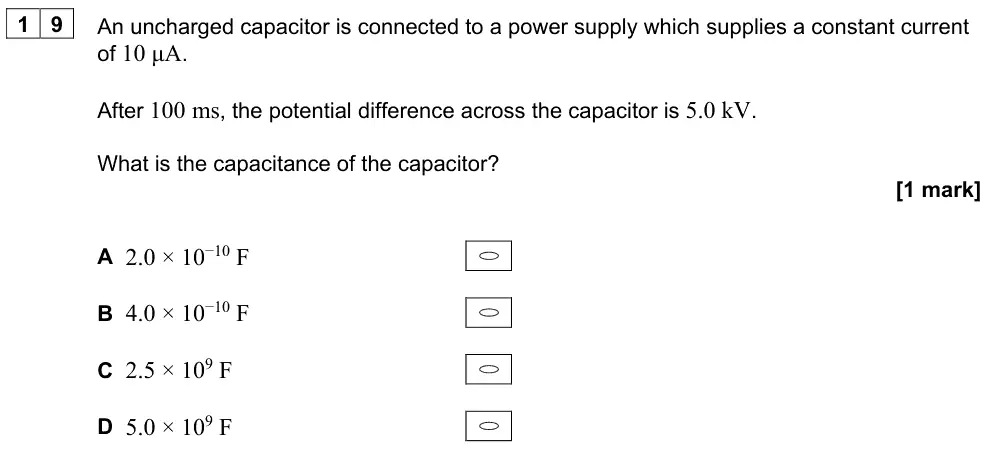 1 9 An uncharged capacitor is connected to a power supply which supplies a constant current
of 10 μA.
After 100 ms, the potential difference across the capacitor is 5.0 kV.
What is the capacitance of the capacitor?
[1 mark]
A 2.0 × 10⁻¹⁰ F
B 4.0 × 10⁻¹⁰ F
C 2.5 × 10⁹ F
D 5.0 × 10⁹ F